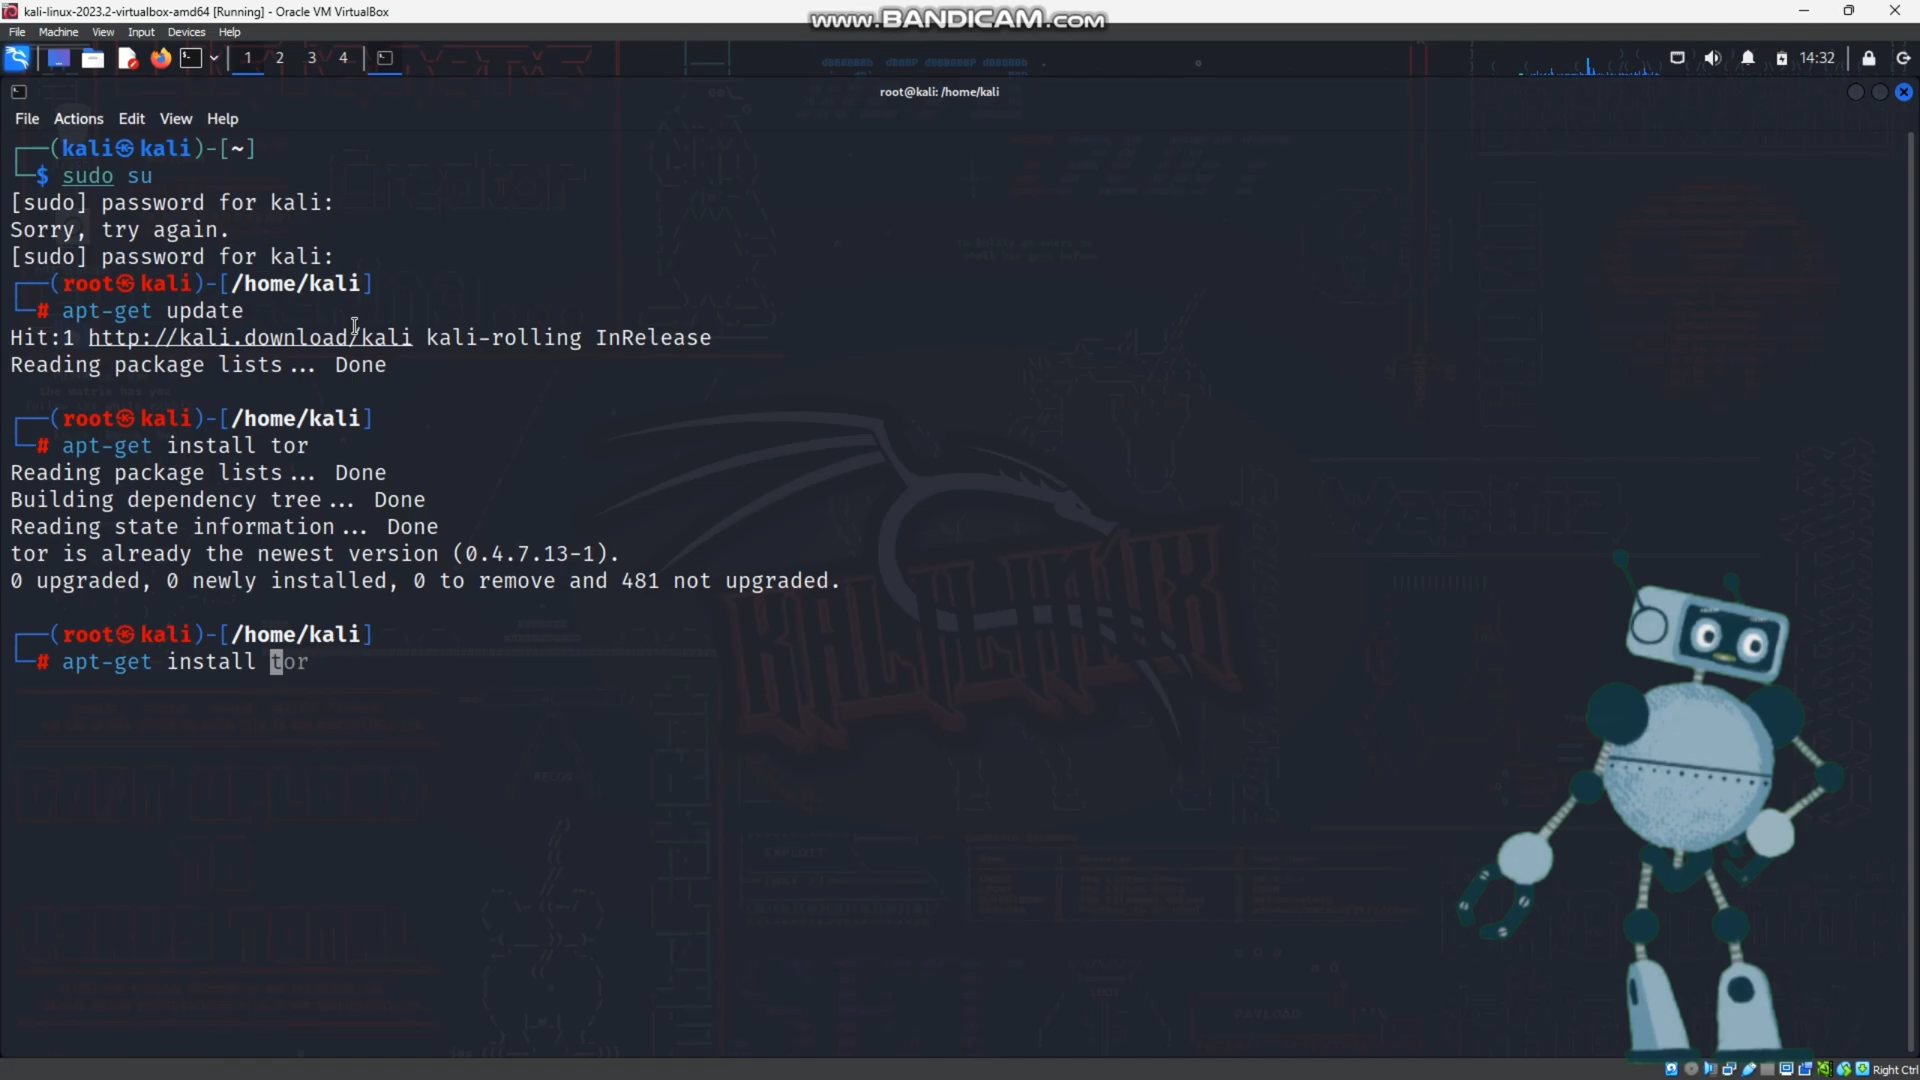 kali-linux-2023.2-virtualbox-amd64 [Running] - Oracle VM VirtualBox
www.BANDICAM.com
File Machine View Input Devices Help
1 2 3 4
14:32
root@kali: /home/kali
File Actions Edit View Help
┌──(kali㉿kali)-[~]
└─$ sudo su
[sudo] password for kali:
Sorry, try again.
[sudo] password for kali:
┌──(root㉿kali)-[/home/kali]
└─# apt-get update
Hit:1 http://kali.download/kali kali-rolling InRelease
Reading package lists... Done
┌──(root㉿kali)-[/home/kali]
└─# apt-get install tor
Reading package lists... Done
Building dependency tree... Done
Reading state information... Done
tor is already the newest version (0.4.7.13-1).
0 upgraded, 0 newly installed, 0 to remove and 481 not upgraded.
┌──(root㉿kali)-[/home/kali]
└─# apt-get install tor
KALI LINUX
EXPLOIT
PAYLOAD
Right Ctrl